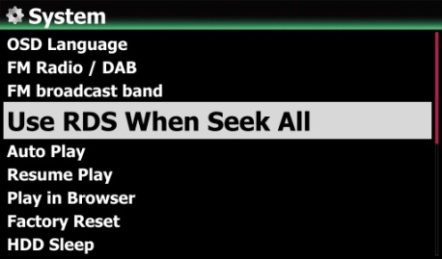 System
OSD Language
FM Radio / DAB
FM broadcast band
Use RDS When Seek All
Auto Play
Resume Play
Play in Browser
Factory Reset
HDD Sleep